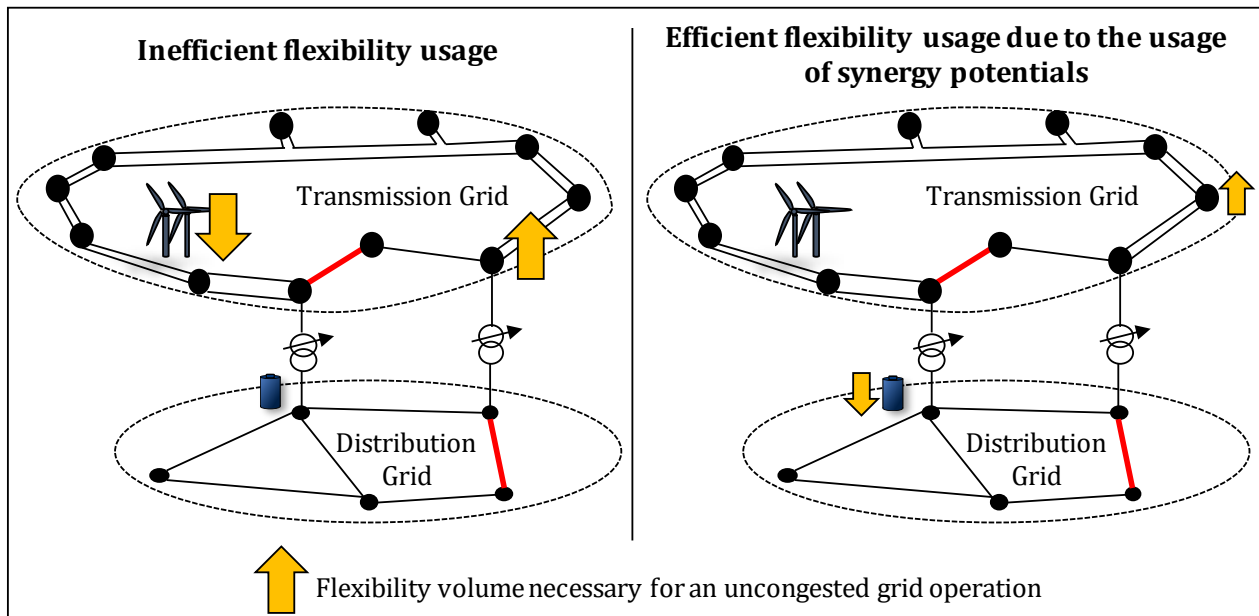 Inefficient flexibility usage
Efficient flexibility usage due to the usage
of synergy potentials
Transmission Grid
Transmission Grid
Distribution
Grid
Distribution
Grid
Flexibility volume necessary for an uncongested grid operation